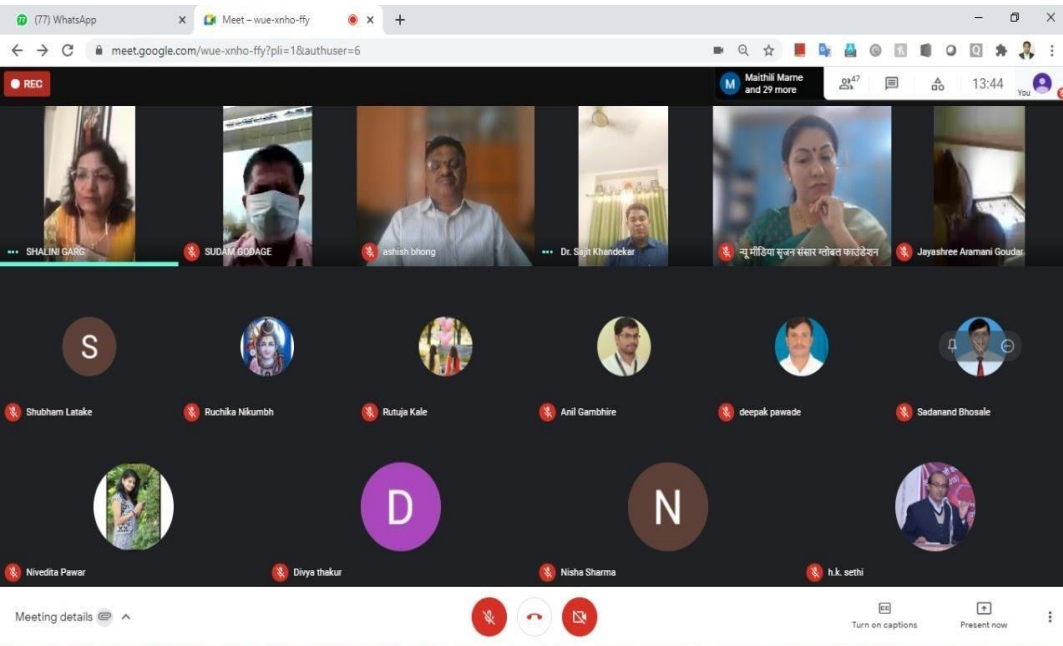 (77) WhatsApp
Meet – wue-xnho-ffy
meet.google.com/wue-xnho-ffy?pli=1&authuser=6
REC
M
Maithili Marne
and 29 more
47
13:44
You
SHALINI GARG
SUDAM GODAGE
ashish bhong
Dr. Sajit Khandekar
न्यू मीडिया सृजन संसार ग्लोबल फाउंडेशन
Jayashree Aramani Goudar
S
Shubham Latake
Ruchika Nikumbh
Rutuja Kale
Anil Gambhire
deepak pawade
Sadanand Bhosale
D
N
Nivedita Pawar
Divya thakur
Nisha Sharma
h.k. sethi
Meeting details
CC
Turn on captions
Present now